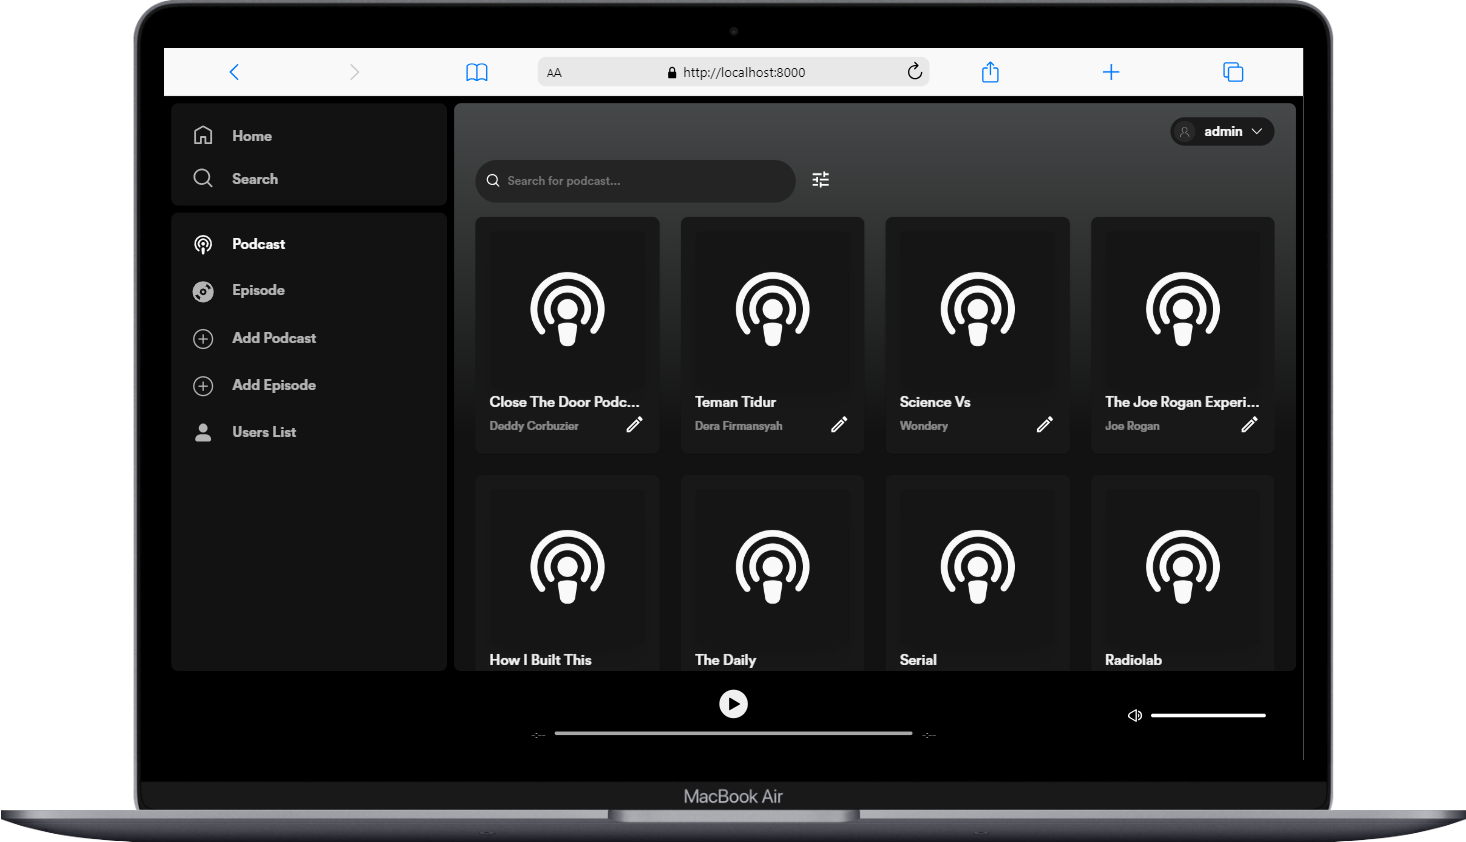 AA
http://localhost:8000
Home
Search
Podcast
Episode
Add Podcast
Add Episode
Users List
admin
Search for podcast...
Close The Door Podc...
Deddy Corbuzier
Teman Tidur
Dera Firmansyah
Science Vs
Wondery
The Joe Rogan Experi...
Joe Rogan
How I Built This
The Daily
Serial
Radiolab
-:--
-:--
MacBook Air